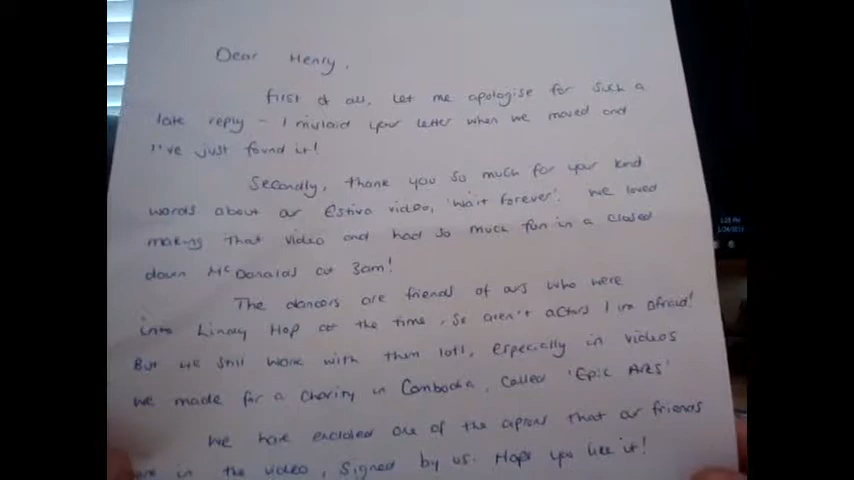 Dear Henry,
First of all, let me apologise for such a
late reply - I mislaid your letter when we moved and
I've just found it!
Secondly, thank you so much for your kind
words about our Estiva video, 'Wait Forever'. We loved
making that video and had so much fun in a closed
down McDonalds at 3am!
The dancers are friends of ours who were
into Lindy Hop at the time, so aren't actors I'm afraid!
But we still work with them lots, especially in videos
we made for a charity in Cambodia, called 'Epic Arts'
We have encluded one of the aprons that our friends
in the video, signed by us. Hope you like it!